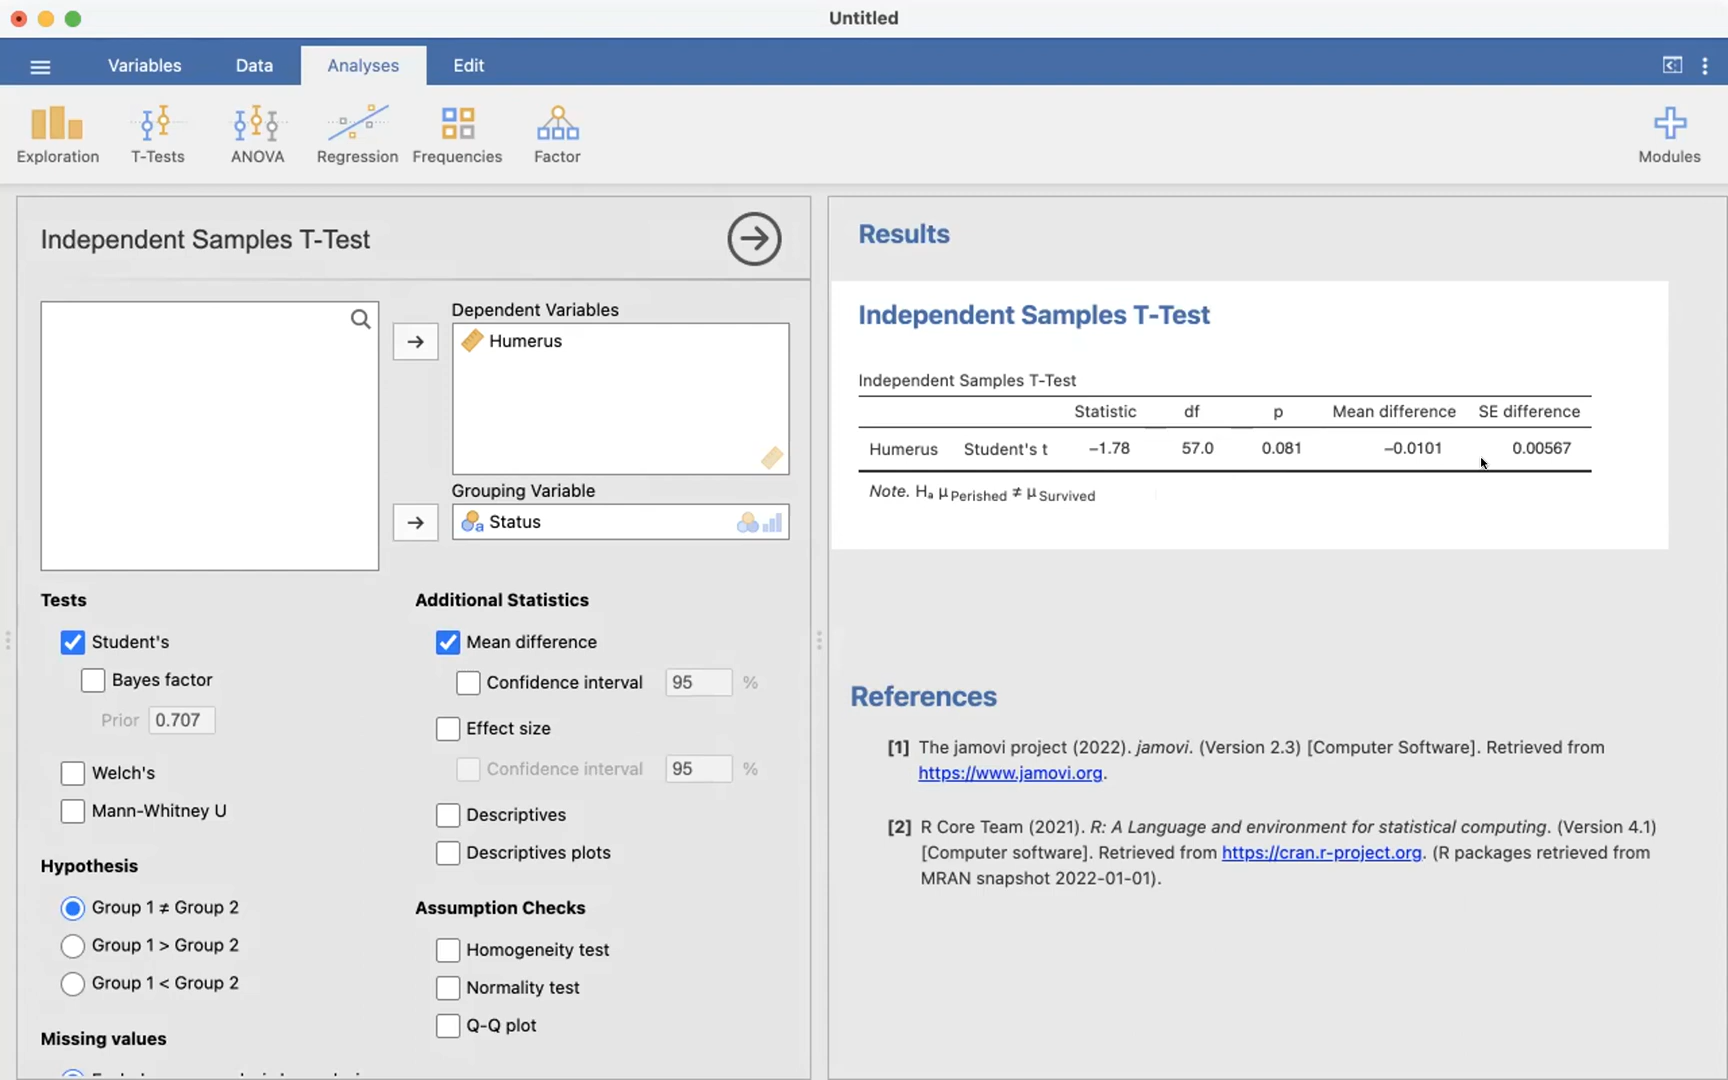 Untitled
Variables Data Analyses Edit
Exploration T-Tests ANOVA Regression Frequencies Factor Modules
Independent Samples T-Test
Dependent Variables
Humerus
Grouping Variable
Status
Tests
Student's
Bayes factor
Prior 0.707
Welch's
Mann-Whitney U
Hypothesis
Group 1 ≠ Group 2
Group 1 > Group 2
Group 1 < Group 2
Missing values
Additional Statistics
Mean difference
Confidence interval 95 %
Effect size
Confidence interval 95 %
Descriptives
Descriptives plots
Assumption Checks
Homogeneity test
Normality test
Q-Q plot
Results
Independent Samples T-Test
Independent Samples T-Test
Statistic df p Mean difference SE difference
Humerus Student's t −1.78 57.0 0.081 −0.0101 0.00567
Note. Hₐ μ Perished ≠ μ Survived
References
[1] The jamovi project (2022). jamovi. (Version 2.3) [Computer Software]. Retrieved from
https://www.jamovi.org.
[2] R Core Team (2021). R: A Language and environment for statistical computing. (Version 4.1)
[Computer software]. Retrieved from https://cran.r-project.org. (R packages retrieved from
MRAN snapshot 2022-01-01).